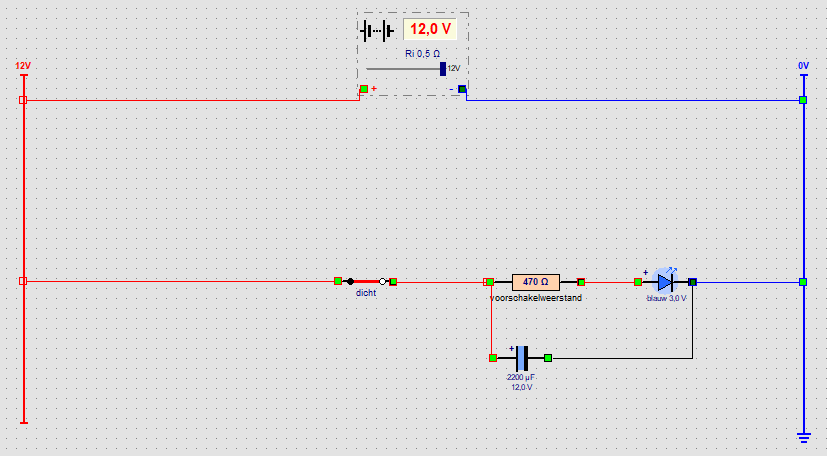 12,0 V
Ri 0,5 Ω
12V
+ -
12V
0V
dicht
470 Ω
voorschakelweerstand
+
blauw 3,0 V
+
2200 µF
12,0 V